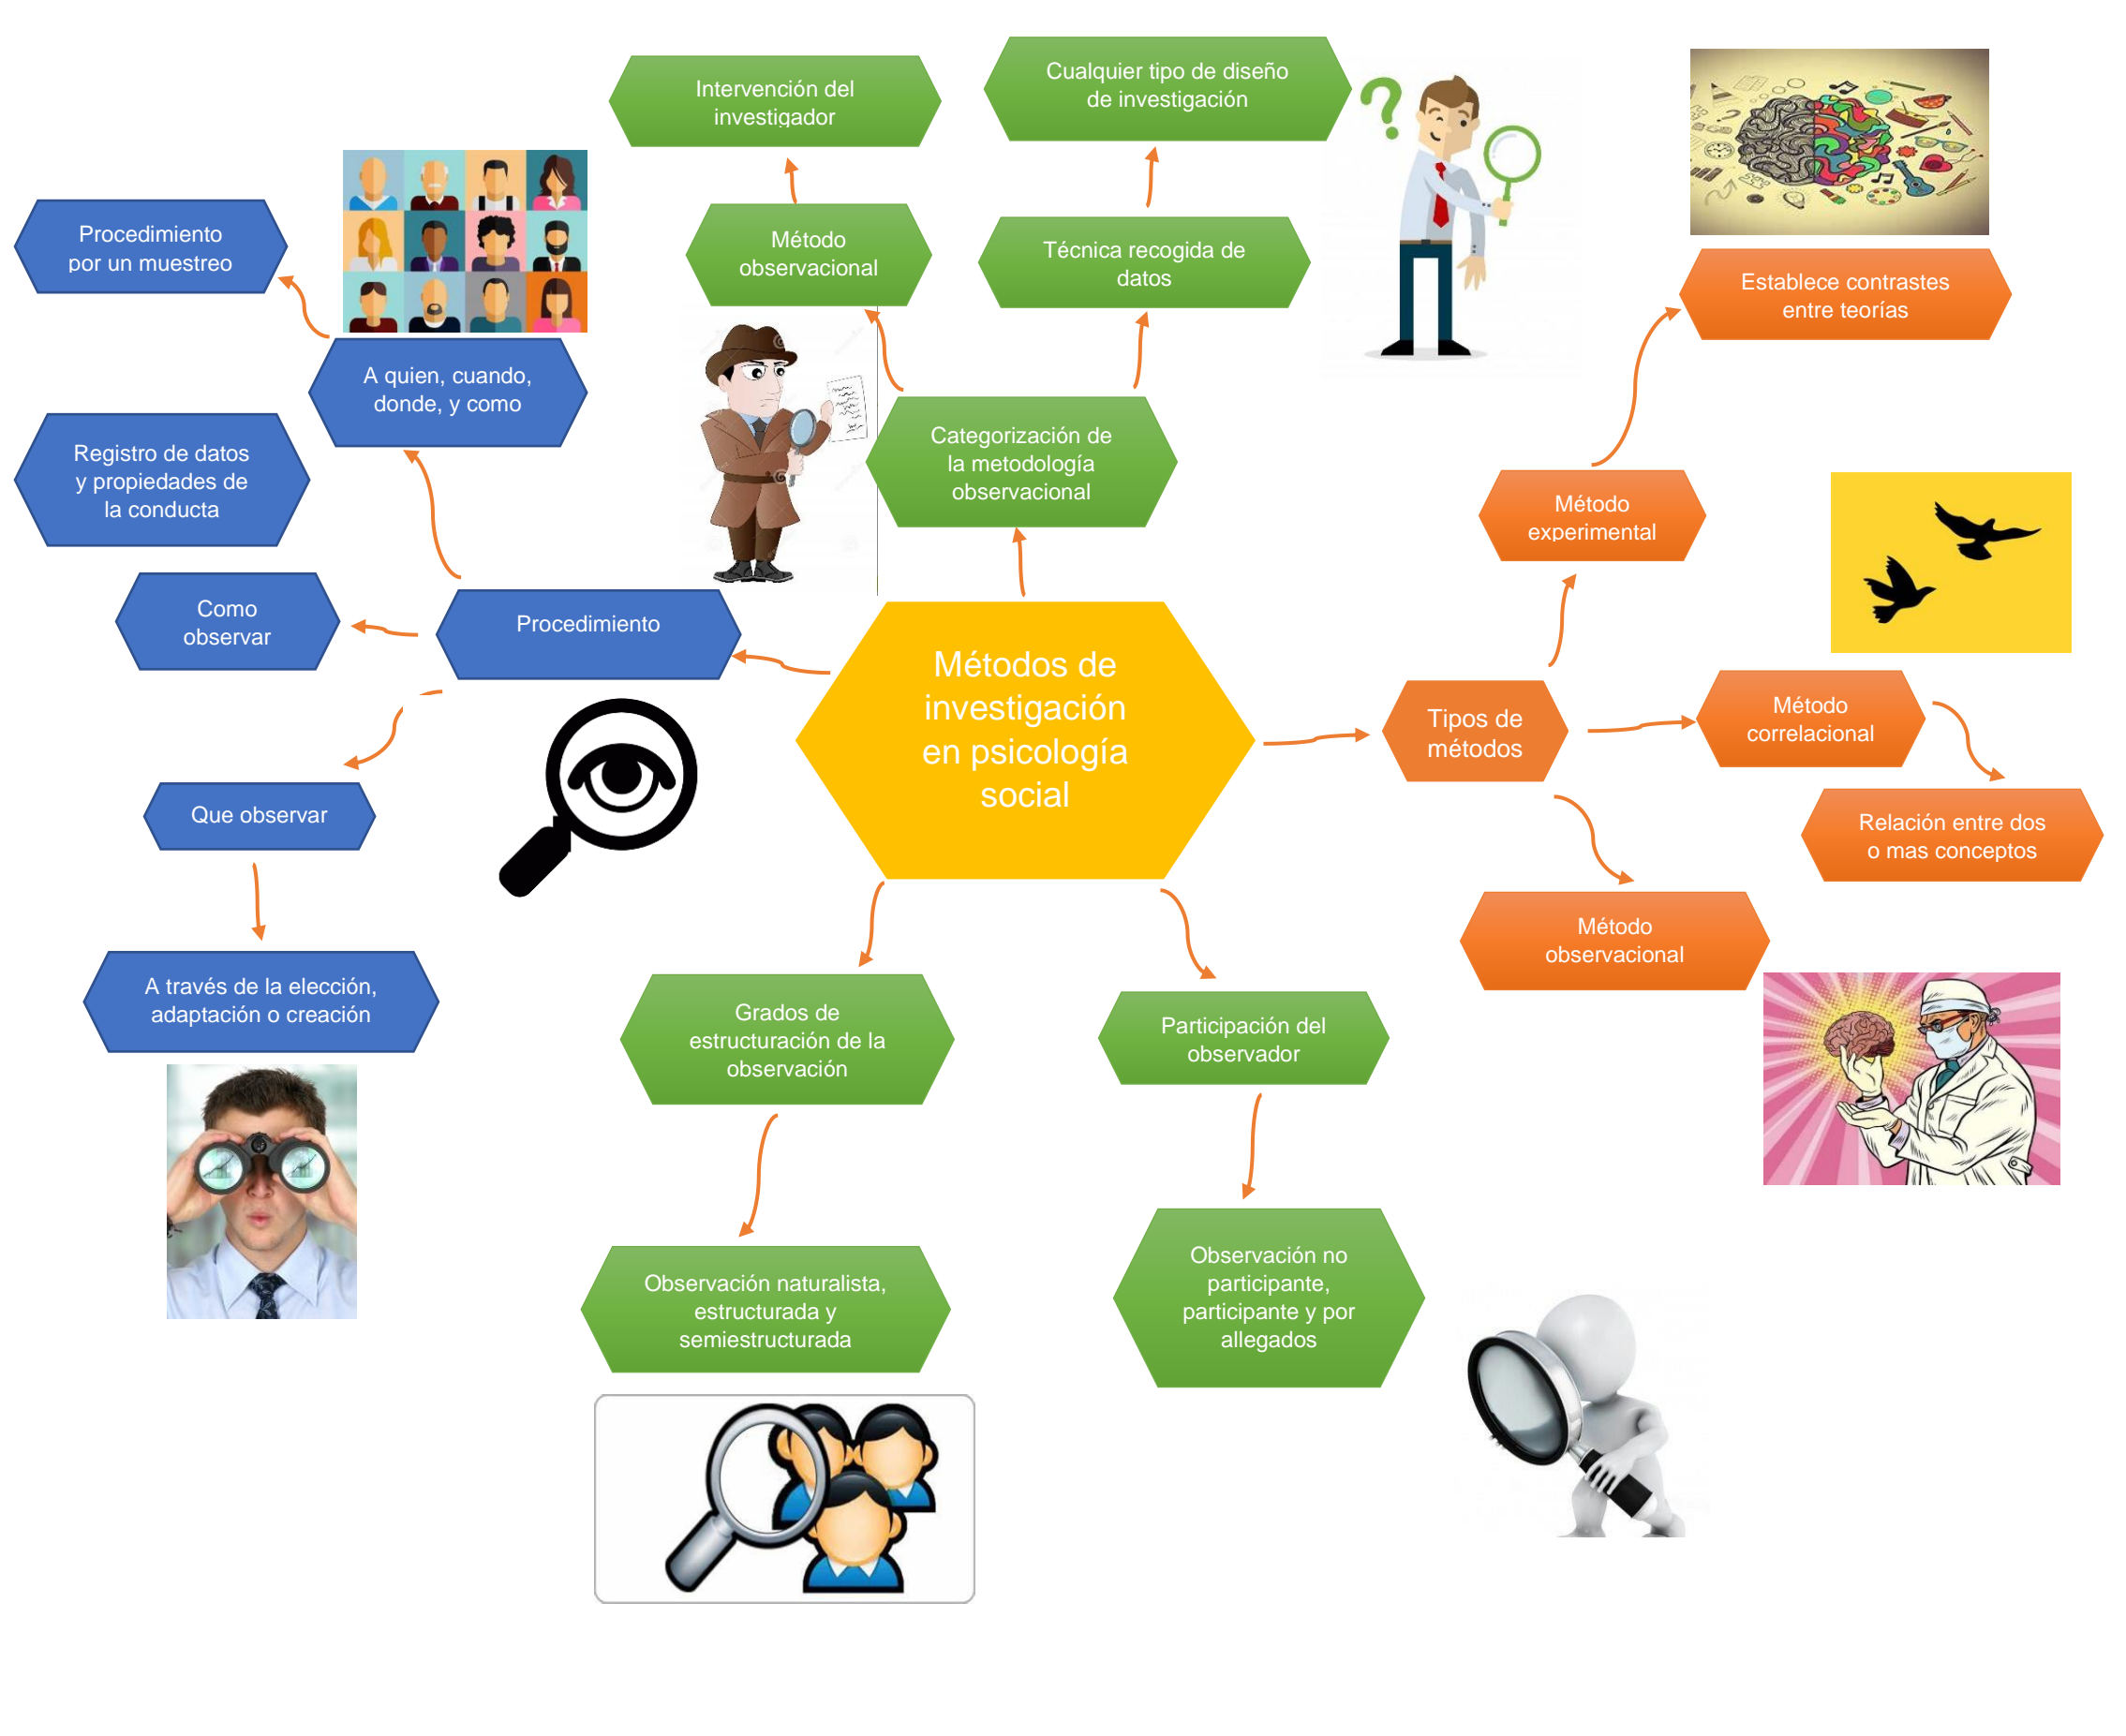 Cualquier tipo de diseño
de investigación
Intervención del
investigador
Procedimiento
por un muestreo
Método
observacional
Técnica recogida de
datos
Establece contrastes
entre teorías
A quien, cuando,
donde, y como
Registro de datos
y propiedades de
la conducta
Categorización de
la metodología
observacional
Método
experimental
Como
observar
Procedimiento
Métodos de
investigación
en psicología
social
Tipos de
métodos
Método
correlacional
Que observar
Relación entre dos
o mas conceptos
Método
observacional
A través de la elección,
adaptación o creación
Grados de
estructuración de la
observación
Participación del
observador
Observación naturalista,
estructurada y
semiestructurada
Observación no
participante,
participante y por
allegados